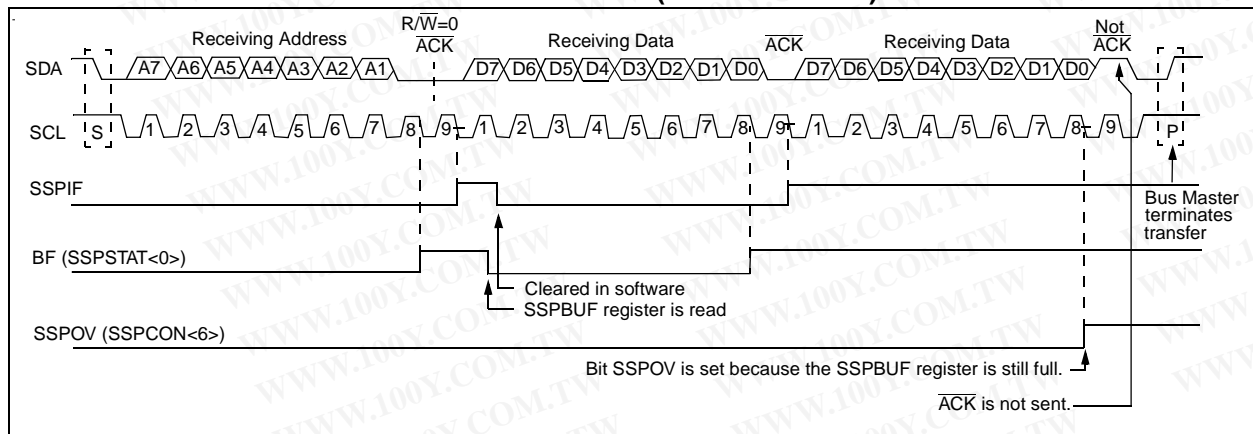 R/W=0
Receiving Address ACK Receiving Data ACK Receiving Data Not ACK
SDA A7 A6 A5 A4 A3 A2 A1 D7 D6 D5 D4 D3 D2 D1 D0 D7 D6 D5 D4 D3 D2 D1 D0
SCL S 1 2 3 4 5 6 7 8 9 1 2 3 4 5 6 7 8 9 1 2 3 4 5 6 7 8 9 P
SSPIF
Bus Master
terminates
transfer
BF (SSPSTAT<0>)
Cleared in software
SSPBUF register is read
SSPOV (SSPCON<6>)
Bit SSPOV is set because the SSPBUF register is still full.
ACK is not sent.
WWW.100Y.COM.TW